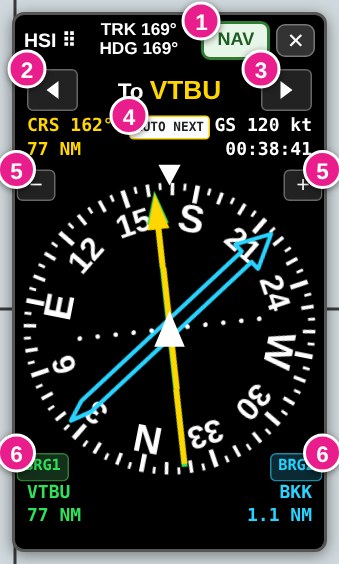 1
HSI TRK 169° NAV ✕
HDG 169°
2 3
◀ To VTBU ▶
4
CRS 162° AUTO NEXT GS 120 kt
77 NM 00:38:41
5 5
− +
15 S 21
12 24
E W
6 30
3 N 33
6 6
BRG1 BRG2
VTBU BKK
77 NM 1.1 NM